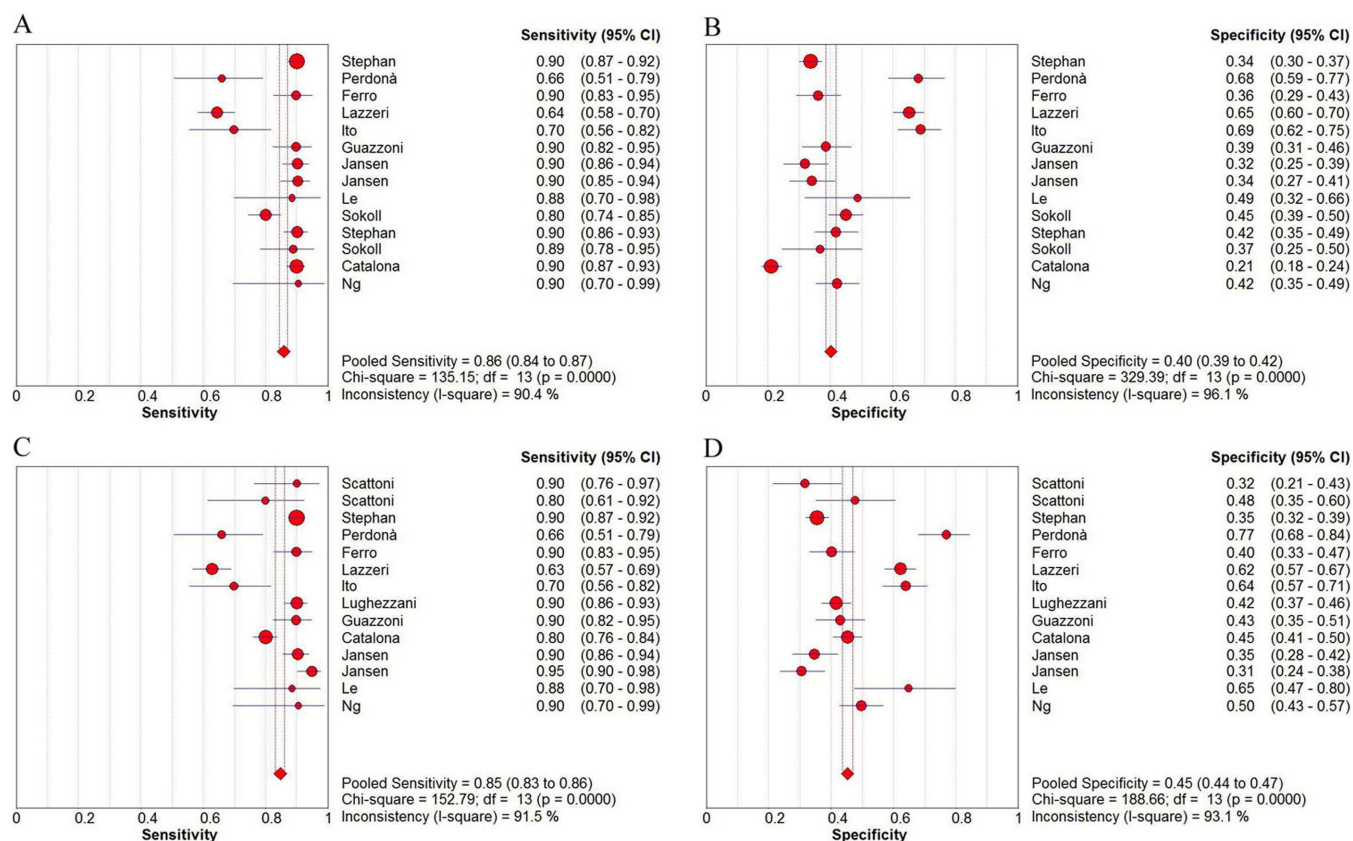 A
Sensitivity (95% CI)
Stephan 0.90 (0.87 - 0.92)
Perdonà 0.66 (0.51 - 0.79)
Ferro 0.90 (0.83 - 0.95)
Lazzeri 0.64 (0.58 - 0.70)
Ito 0.70 (0.56 - 0.82)
Guazzoni 0.90 (0.82 - 0.95)
Jansen 0.90 (0.86 - 0.94)
Jansen 0.90 (0.85 - 0.94)
Le 0.88 (0.70 - 0.98)
Sokoll 0.80 (0.74 - 0.85)
Stephan 0.90 (0.86 - 0.93)
Sokoll 0.89 (0.78 - 0.95)
Catalona 0.90 (0.87 - 0.93)
Ng 0.90 (0.70 - 0.99)
Pooled Sensitivity = 0.86 (0.84 to 0.87)
Chi-square = 135.15; df = 13 (p = 0.0000)
Inconsistency (I-square) = 90.4 %
0 0.2 0.4 0.6 0.8 1
Sensitivity
B
Specificity (95% CI)
Stephan 0.34 (0.30 - 0.37)
Perdonà 0.68 (0.59 - 0.77)
Ferro 0.36 (0.29 - 0.43)
Lazzeri 0.65 (0.60 - 0.70)
Ito 0.69 (0.62 - 0.75)
Guazzoni 0.39 (0.31 - 0.46)
Jansen 0.32 (0.25 - 0.39)
Jansen 0.34 (0.27 - 0.41)
Le 0.49 (0.32 - 0.66)
Sokoll 0.45 (0.39 - 0.50)
Stephan 0.42 (0.35 - 0.49)
Sokoll 0.37 (0.25 - 0.50)
Catalona 0.21 (0.18 - 0.24)
Ng 0.42 (0.35 - 0.49)
Pooled Specificity = 0.40 (0.39 to 0.42)
Chi-square = 329.39; df = 13 (p = 0.0000)
Inconsistency (I-square) = 96.1 %
0 0.2 0.4 0.6 0.8 1
Specificity
C
Sensitivity (95% CI)
Scattoni 0.90 (0.76 - 0.97)
Scattoni 0.80 (0.61 - 0.92)
Stephan 0.90 (0.87 - 0.92)
Perdonà 0.66 (0.51 - 0.79)
Ferro 0.90 (0.83 - 0.95)
Lazzeri 0.63 (0.57 - 0.69)
Ito 0.70 (0.56 - 0.82)
Lughezzani 0.90 (0.86 - 0.93)
Guazzoni 0.90 (0.82 - 0.95)
Catalona 0.80 (0.76 - 0.84)
Jansen 0.90 (0.86 - 0.94)
Jansen 0.95 (0.90 - 0.98)
Le 0.88 (0.70 - 0.98)
Ng 0.90 (0.70 - 0.99)
Pooled Sensitivity = 0.85 (0.83 to 0.86)
Chi-square = 152.79; df = 13 (p = 0.0000)
Inconsistency (I-square) = 91.5 %
0 0.2 0.4 0.6 0.8 1
Sensitivity
D
Specificity (95% CI)
Scattoni 0.32 (0.21 - 0.43)
Scattoni 0.48 (0.35 - 0.60)
Stephan 0.35 (0.32 - 0.39)
Perdonà 0.77 (0.68 - 0.84)
Ferro 0.40 (0.33 - 0.47)
Lazzeri 0.62 (0.57 - 0.67)
Ito 0.64 (0.57 - 0.71)
Lughezzani 0.42 (0.37 - 0.46)
Guazzoni 0.43 (0.35 - 0.51)
Catalona 0.45 (0.41 - 0.50)
Jansen 0.35 (0.28 - 0.42)
Jansen 0.31 (0.24 - 0.38)
Le 0.65 (0.47 - 0.80)
Ng 0.50 (0.43 - 0.57)
Pooled Specificity = 0.45 (0.44 to 0.47)
Chi-square = 188.66; df = 13 (p = 0.0000)
Inconsistency (I-square) = 93.1 %
0 0.2 0.4 0.6 0.8 1
Specificity